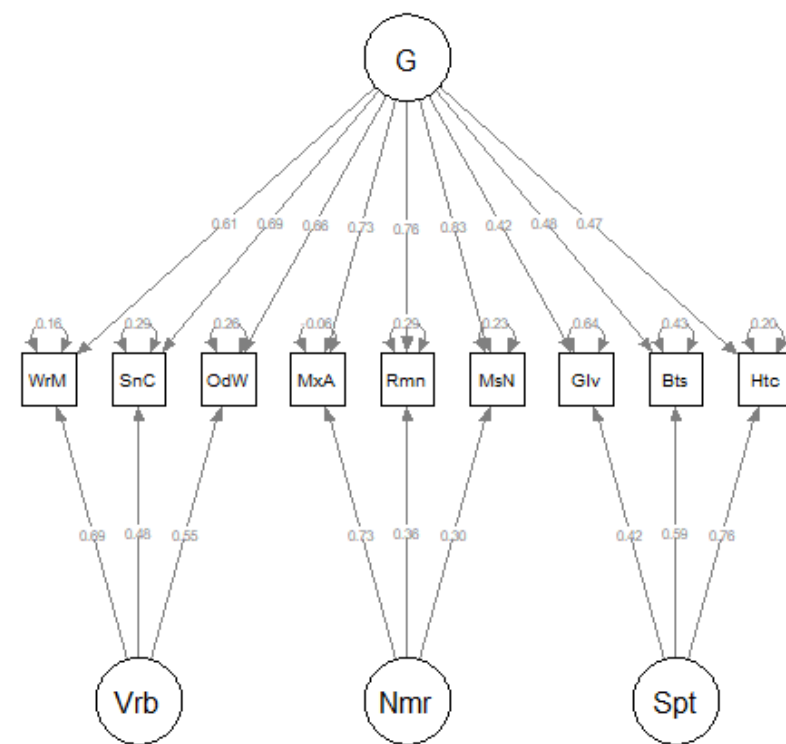 G
0.61 0.69 0.66 0.73 0.76 0.83 0.42 0.48 0.47
0.16 0.29 0.26 -0.06 0.29 0.23 0.64 0.43 0.20
WrM SnC OdW MxA Rmn MsN Glv Bts Htc
0.69 0.48 0.55 0.73 0.36 0.30 0.42 0.59 0.76
Vrb Nmr Spt